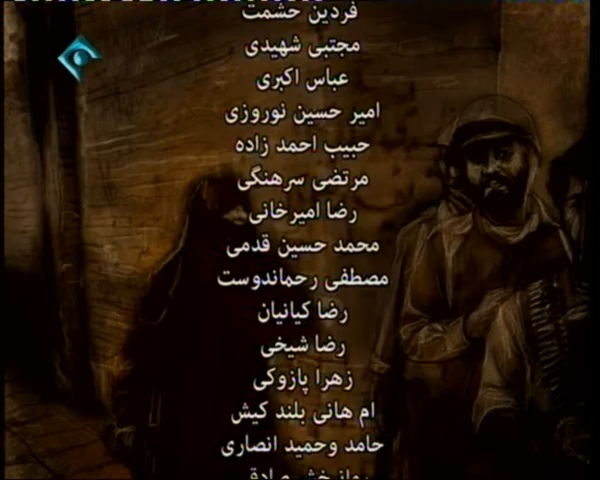 فردین حشمت
مجتبی شهیدی
عباس اکبری
امیر حسین نوروزی
حبیب احمد زاده
مرتضی سرهنگی
رضا امیرخانی
محمد حسین قدمی
مصطفی رحماندوست
رضا کیانیان
رضا شیخی
زهرا پازوکی
ام هانی بلند کیش
حامد وحمید انصاری